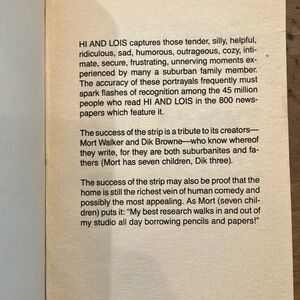 HI AND LOIS captures those tender, silly, helpful,
ridiculous, sad, humorous, outrageous, cozy, inti-
mate, secure, frustrating, unnerving moments ex-
perienced by many a suburban family member.
The accuracy of these portrayals frequently must
spark flashes of recognition among the 45 million
people who read HI AND LOIS in the 800 news-
papers which feature it.
The success of the strip is a tribute to its creators—
Mort Walker and Dik Browne—who know whereof
they write, for they are both suburbanites and fa-
thers (Mort has seven children, Dik three).
The success of the strip may also be proof that the
home is still the richest vein of human comedy and
possibly the most appealing. As Mort (seven chil-
dren) puts it: "My best research walks in and out of
my studio all day borrowing pencils and papers!"